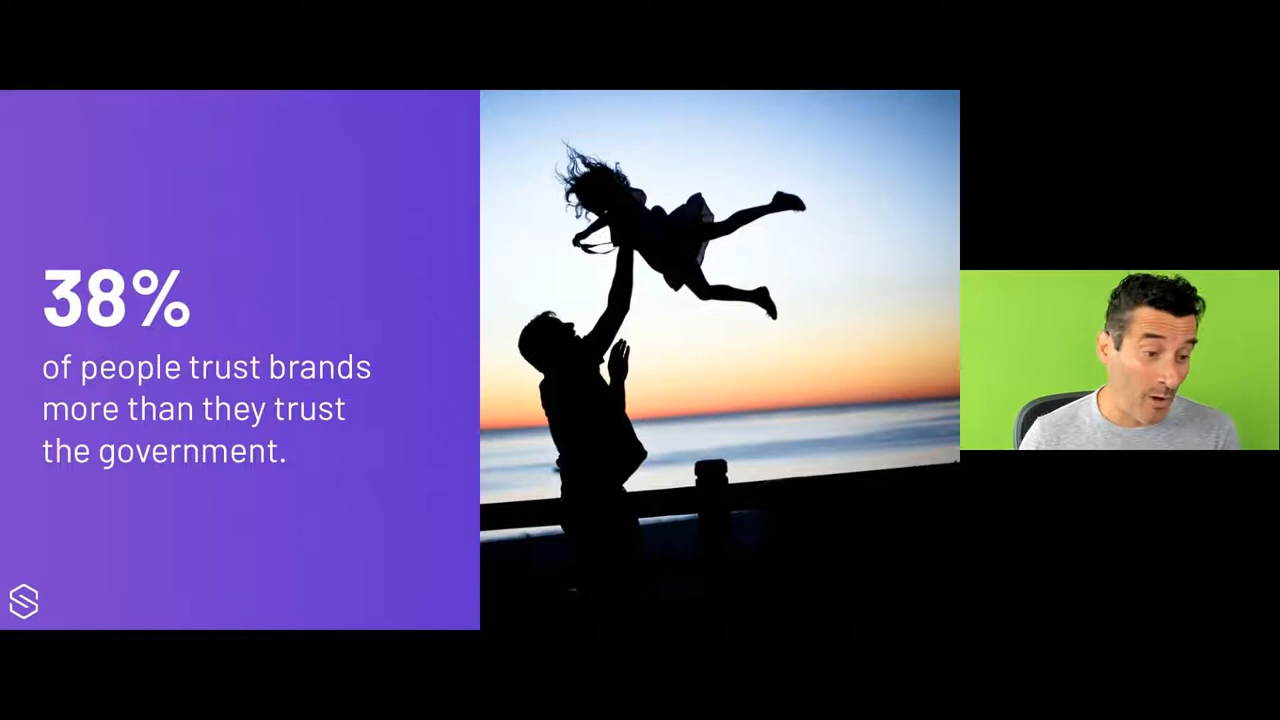 38%
of people trust brands
more than they trust
the government.